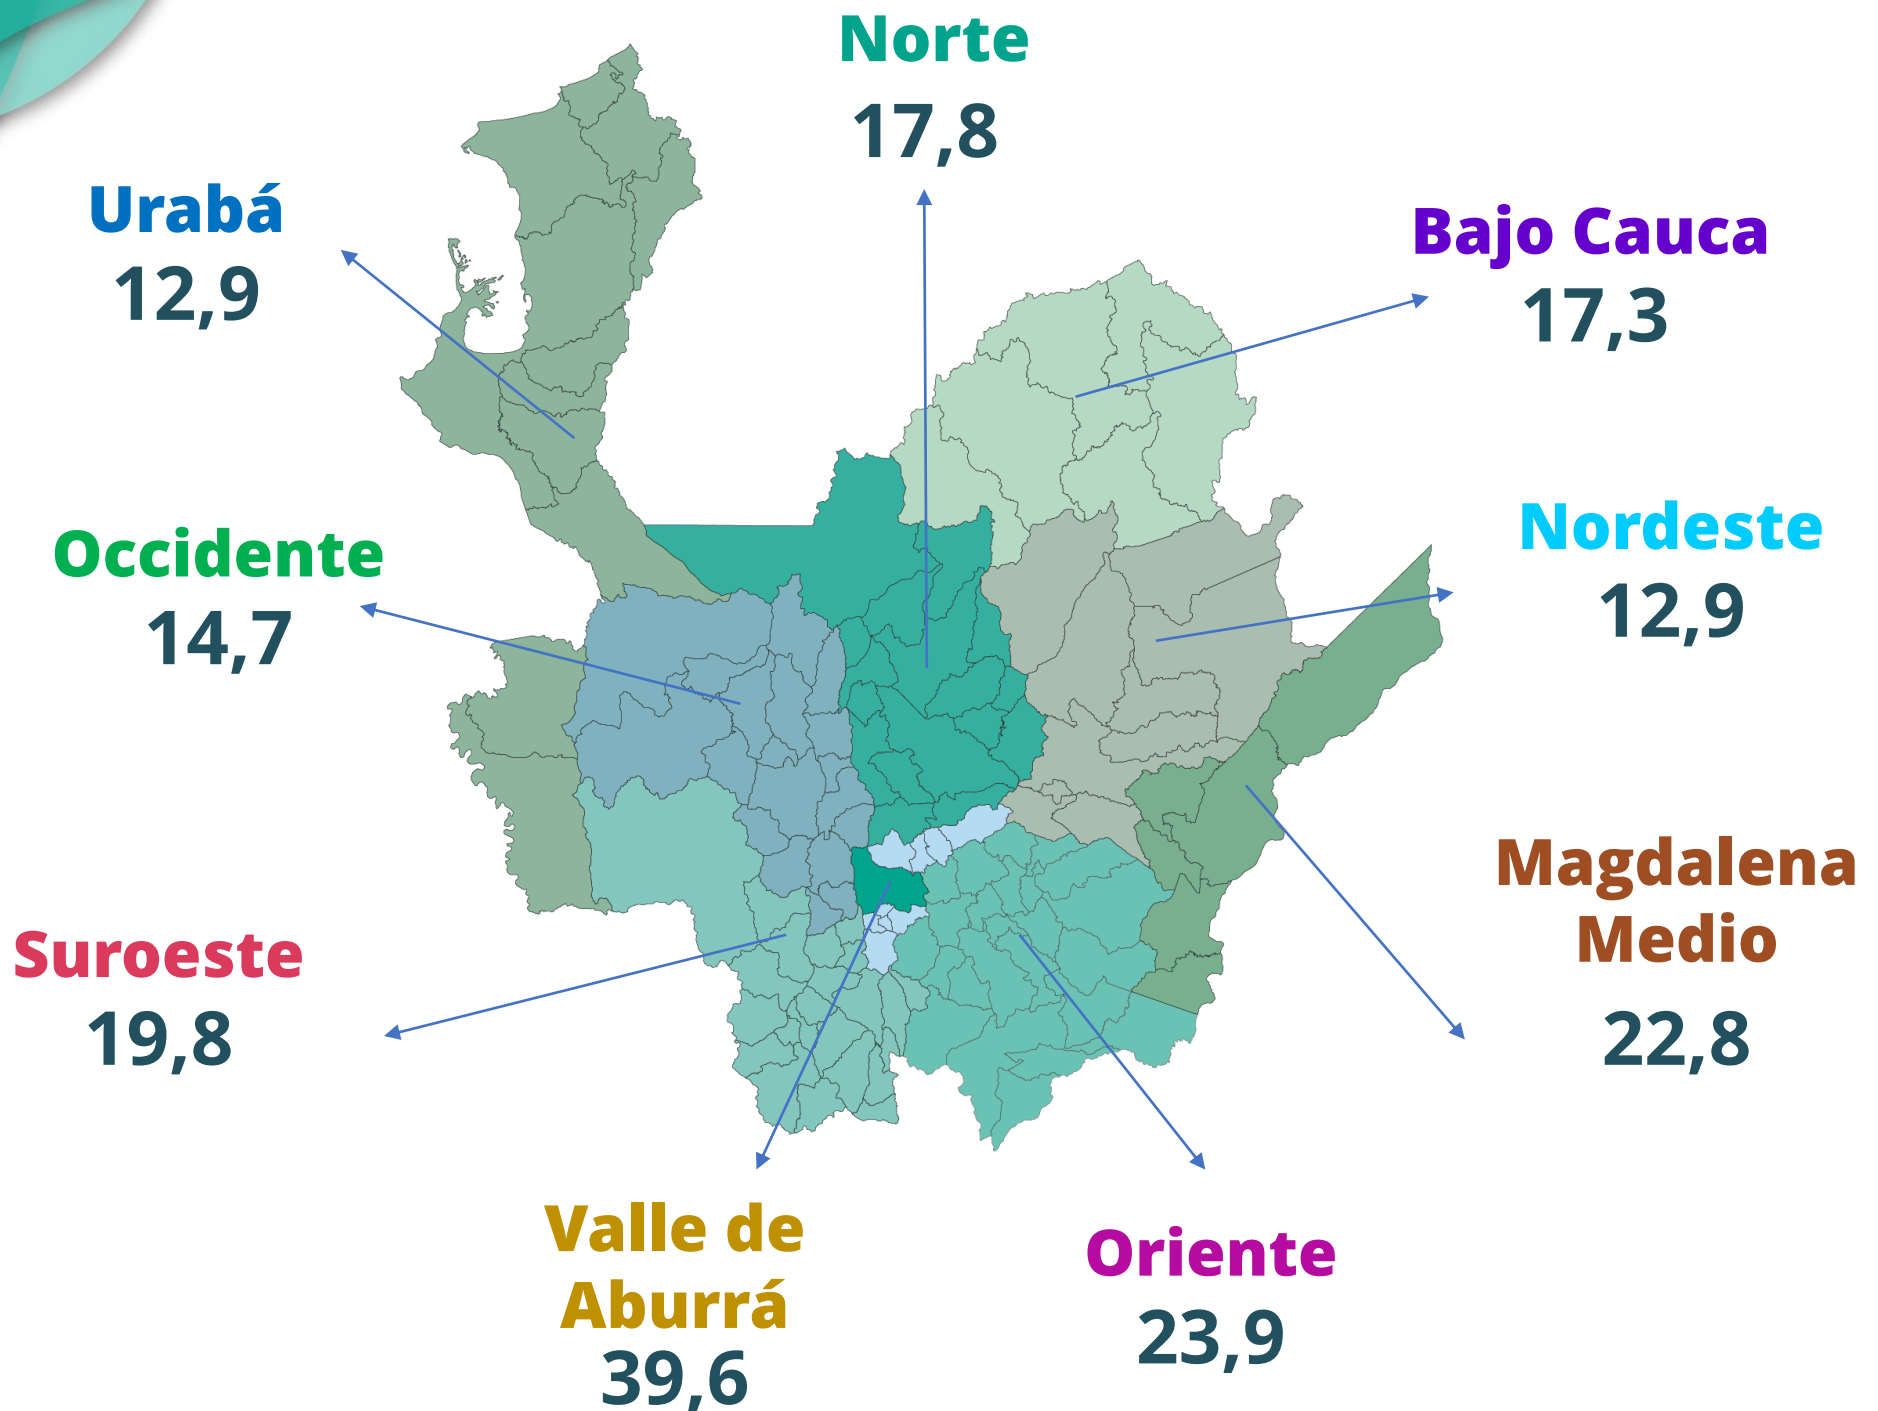 Norte
17,8
Urabá
12,9
Bajo Cauca
17,3
Occidente
14,7
Nordeste
12,9
Suroeste
19,8
Magdalena
Medio
22,8
Valle de
Aburrá
39,6
Oriente
23,9